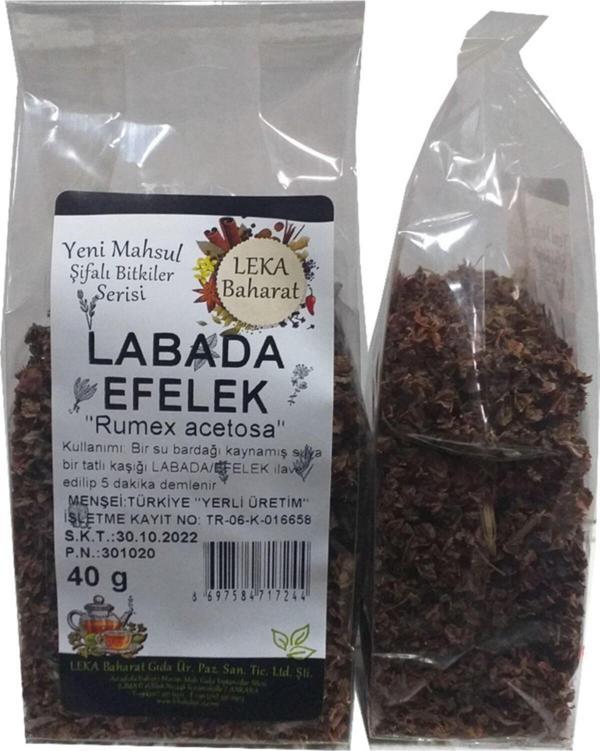 Yeni Mahsul
Şifalı Bitkiler
Serisi
LEKA
Baharat
LABADA
EFELEK
"Rumex acetosa"
Kullanımı: Bir su bardağı kaynamış suya
bir tatlı kaşığı LABADA/EFELEK ilave
edilip 5 dakika demlenir
MENŞEİ:TÜRKİYE "YERLİ ÜRETİM"
İŞLETME KAYIT NO: TR-06-K-016658
S.K.T.:30.10.2022
P.N.:301020
40 g
8 697584 717244
LEKA Baharat Gıda Ür. Paz. San. Tic. Ltd. Şti.
ANKARA